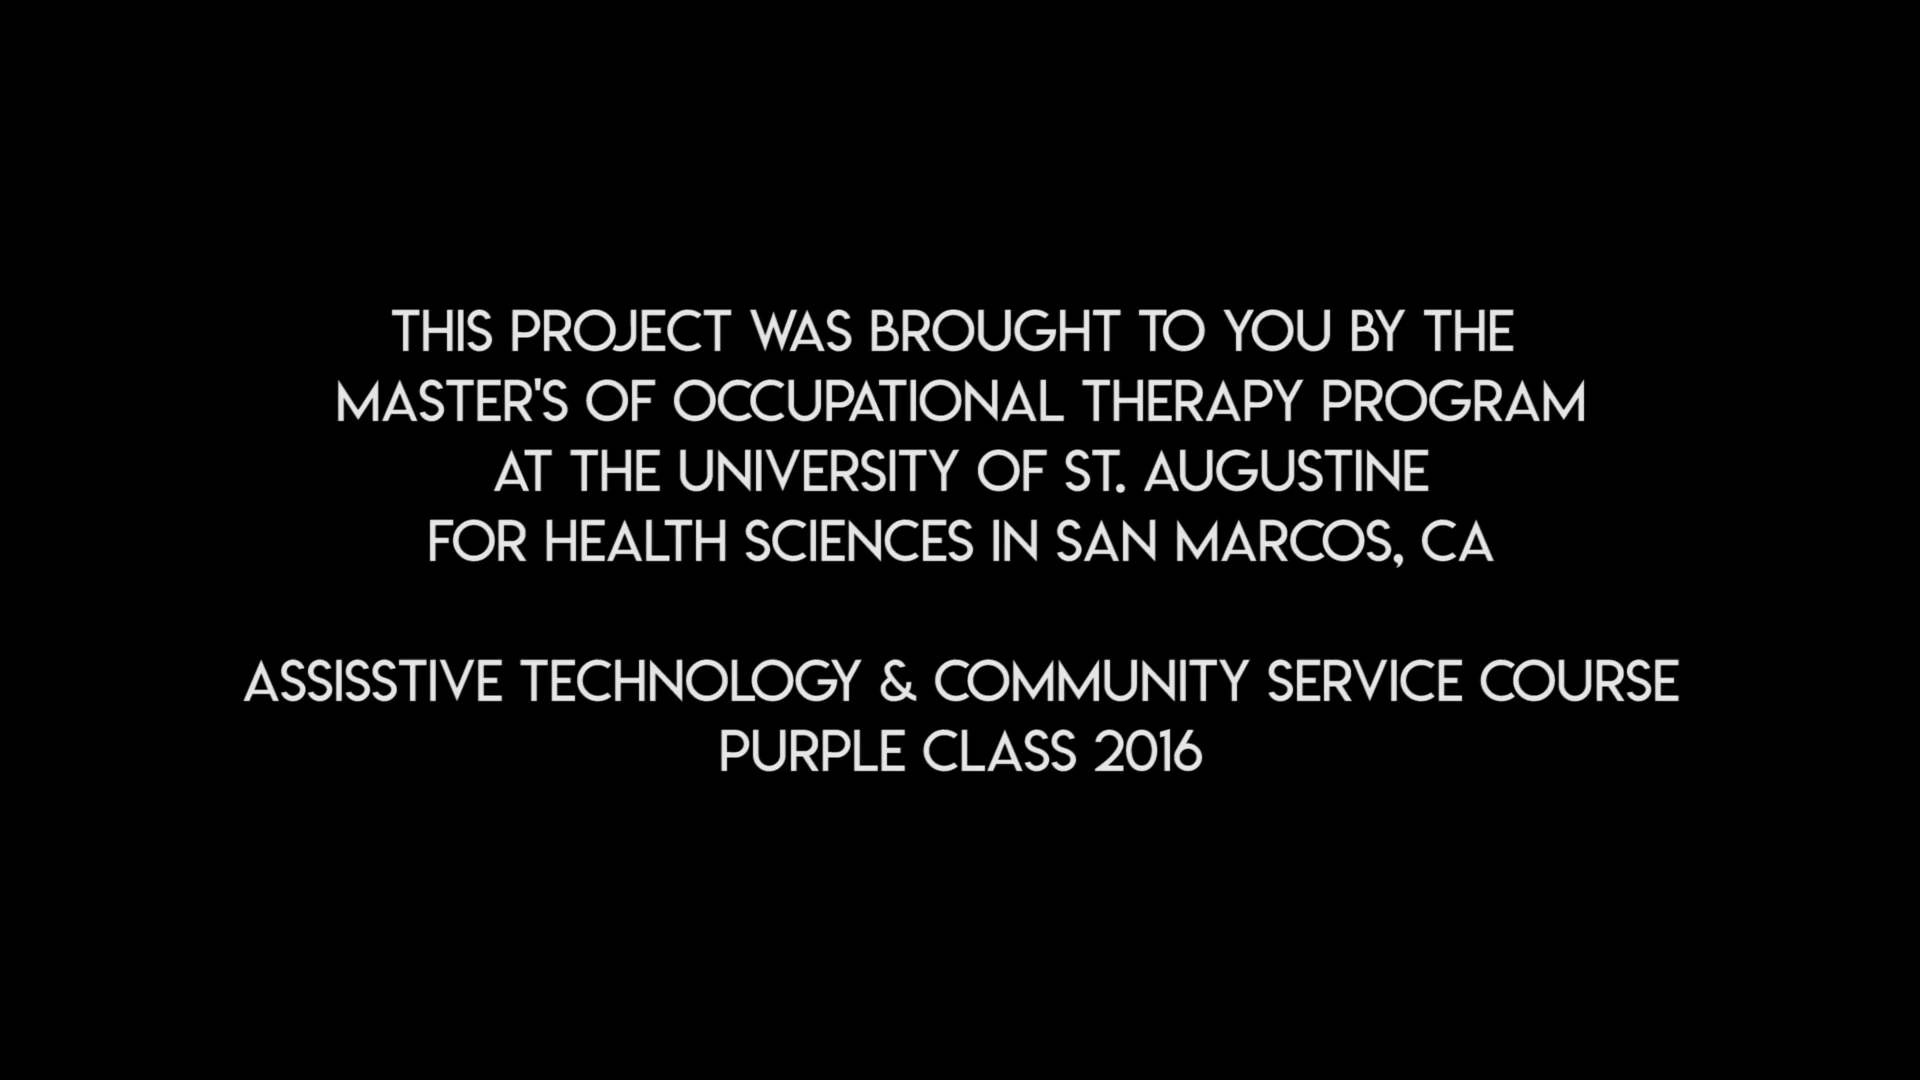 THIS PROJECT WAS BROUGHT TO YOU BY THE
MASTER'S OF OCCUPATIONAL THERAPY PROGRAM
AT THE UNIVERSITY OF ST. AUGUSTINE
FOR HEALTH SCIENCES IN SAN MARCOS, CA
ASSISSTIVE TECHNOLOGY & COMMUNITY SERVICE COURSE
PURPLE CLASS 2016